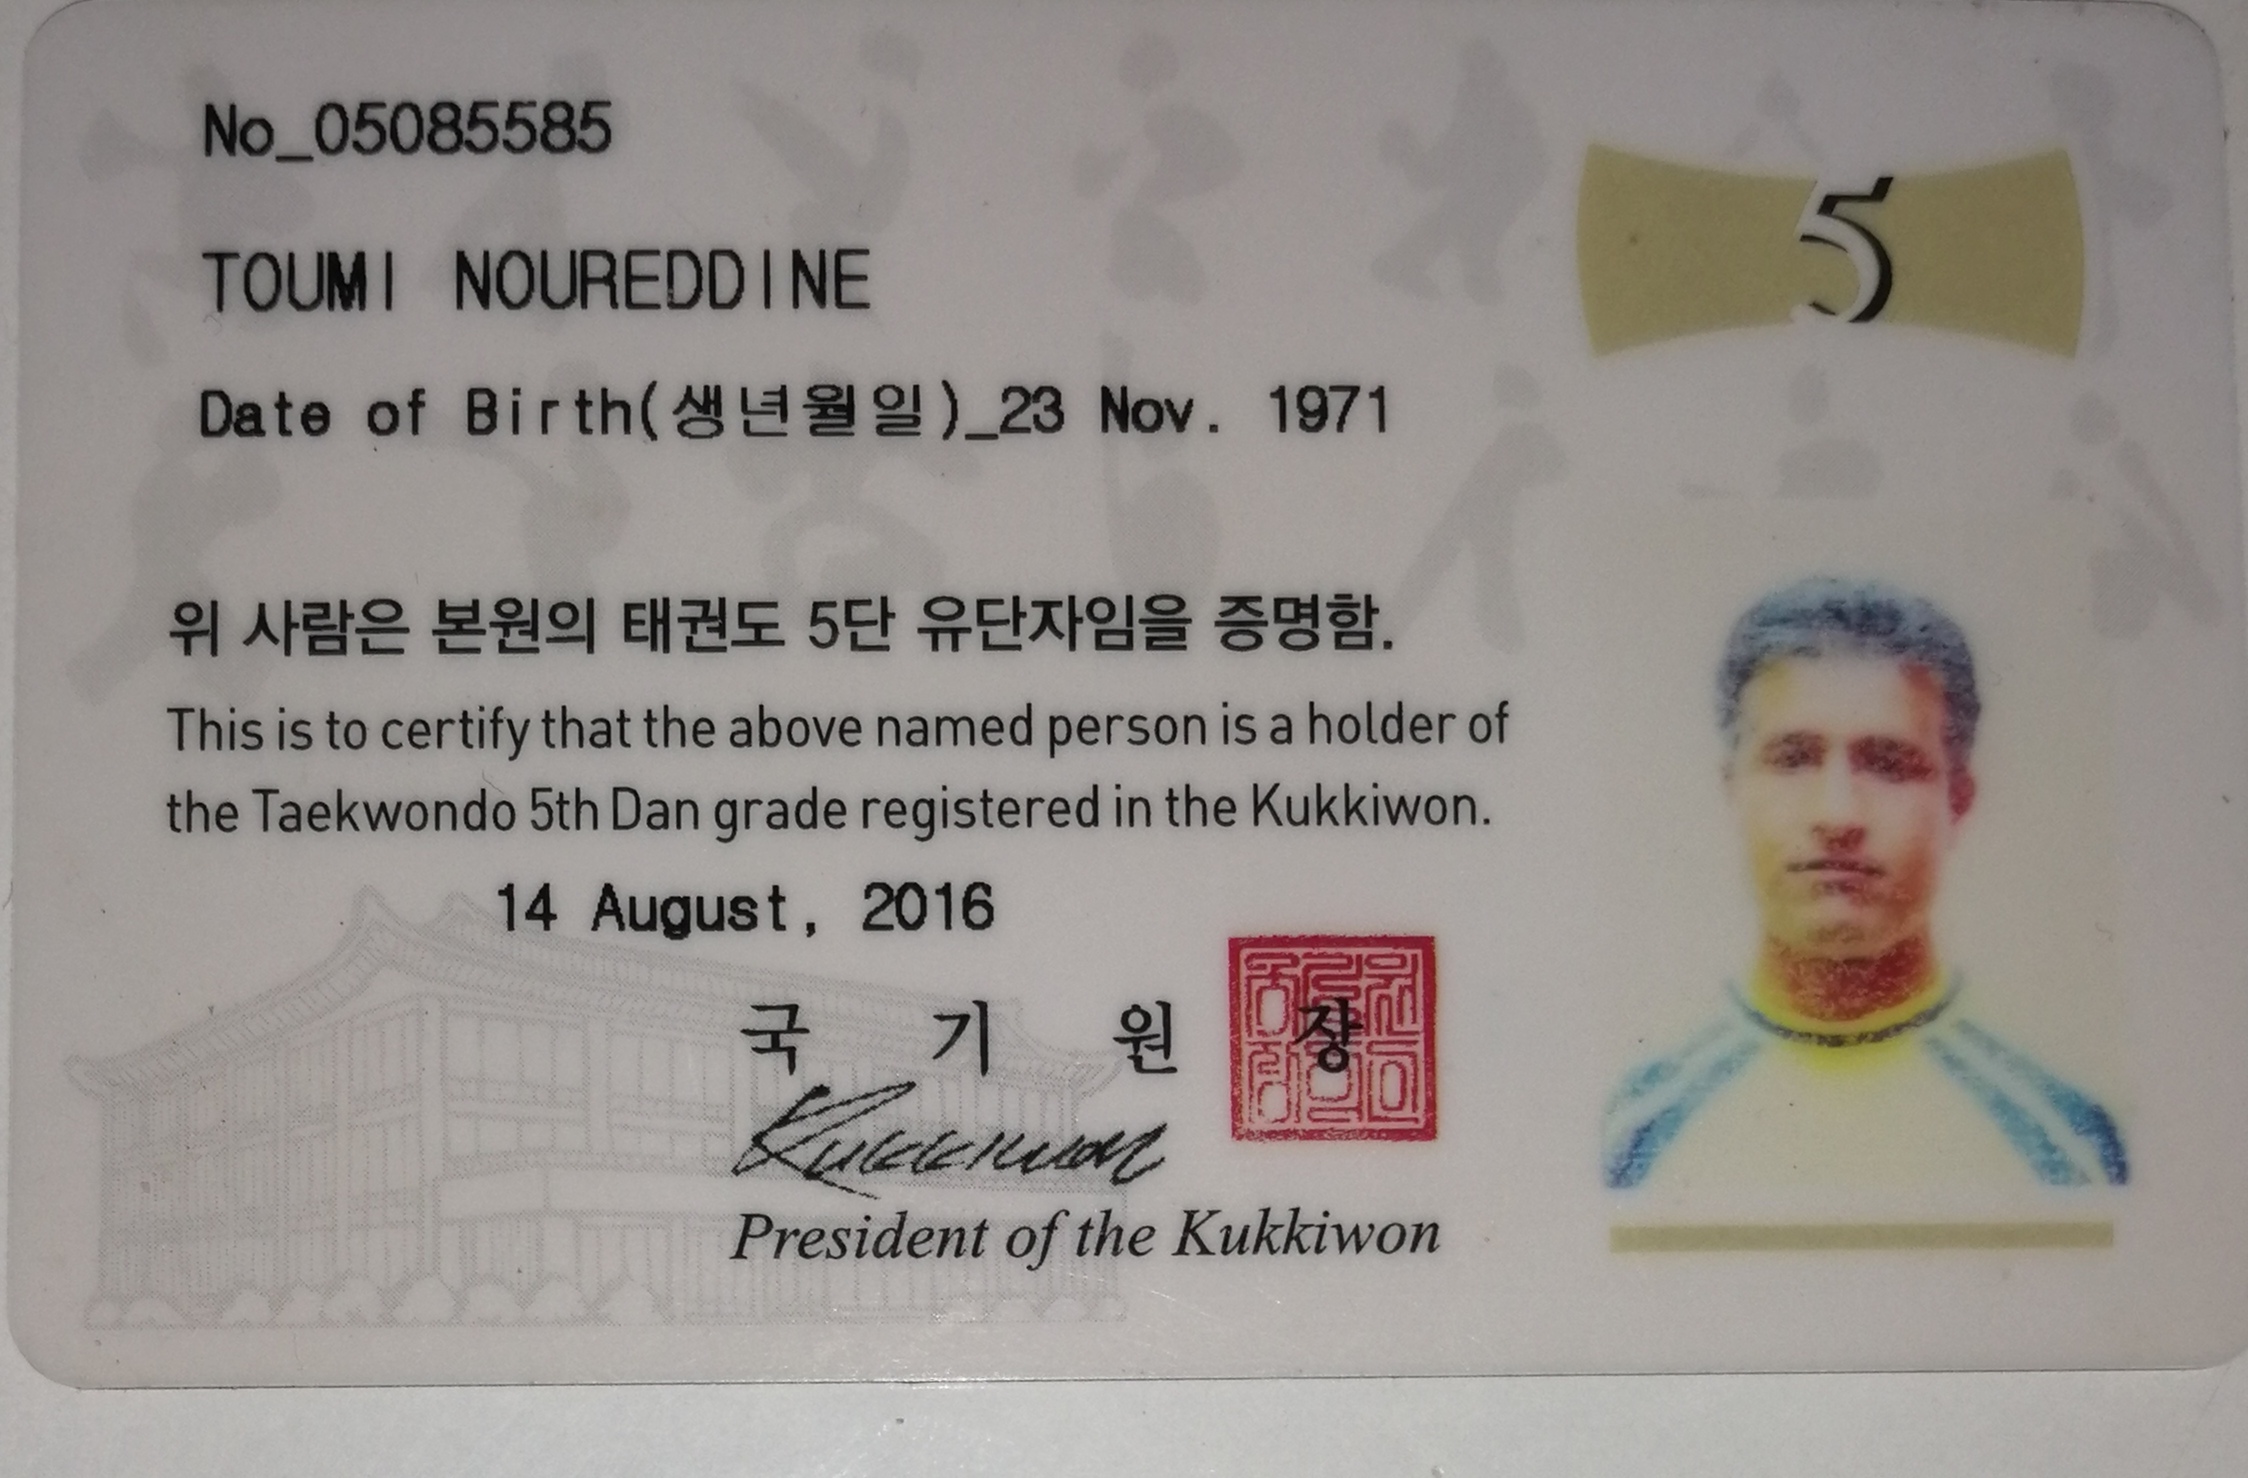 No_05085585
5
TOUMI NOUREDDINE
Date of Birth(생년월일)_23 Nov. 1971
위 사람은 본원의 태권도 5단 유단자임을 증명함.
This is to certify that the above named person is a holder of
the Taekwondo 5th Dan grade registered in the Kukkiwon.
14 August, 2016
국 기 원 장
Kukkiwon
President of the Kukkiwon